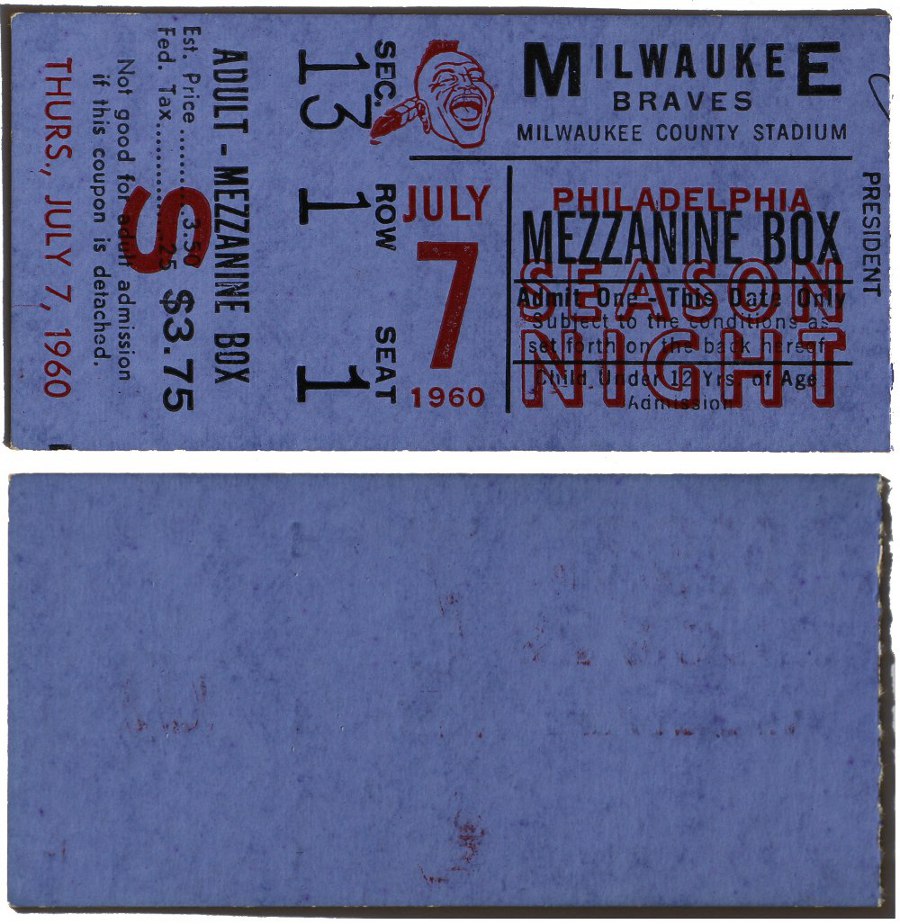 MILWAUKEE
BRAVES
MILWAUKEE COUNTY STADIUM
PHILADELPHIA
MEZZANINE BOX
SEASON
Admit One - This Date Only
Subject to the conditions as
set forth on the back hereof
NIGHT
Child Under 12 Yrs. of Age
Admission
PRESIDENT
JULY
7
1960
SEC. ROW SEAT
13 1 1
ADULT - MEZZANINE BOX
Est. Price ........3.50
Fed. Tax...........25 $3.75
S
Not good for adult admission
if this coupon is detached.
THURS., JULY 7, 1960